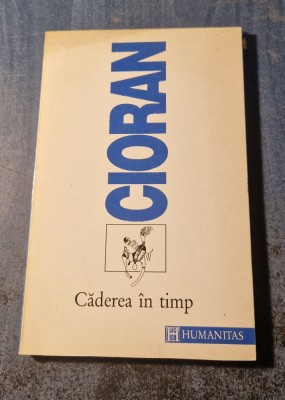 CIORAN
Căderea în timp
HUMANITAS